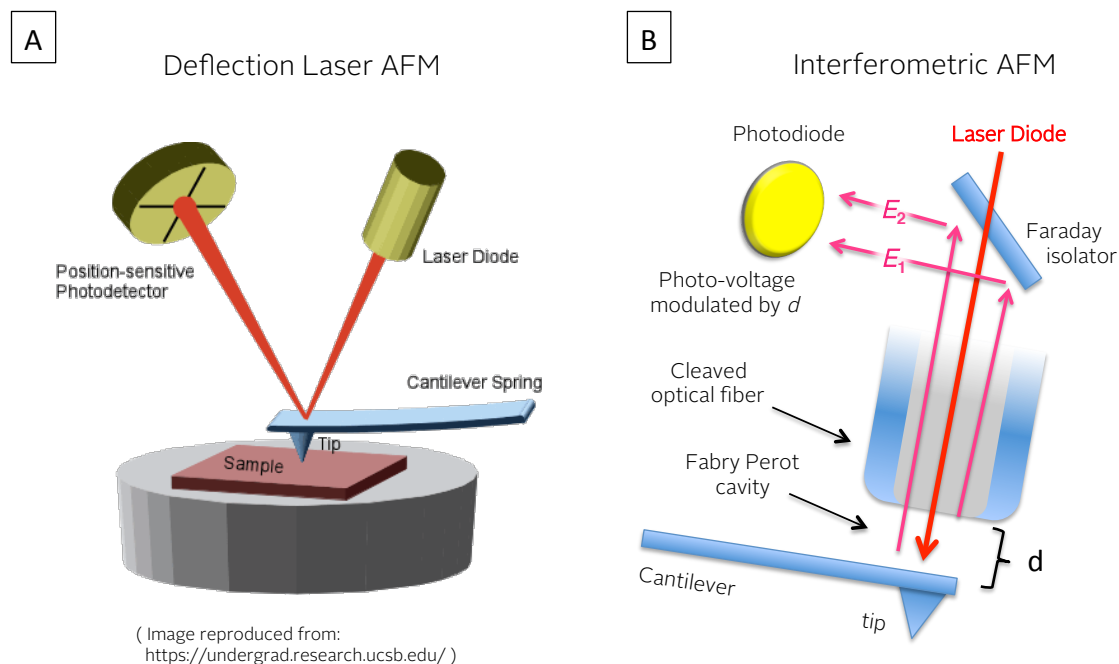 A
Deflection Laser AFM
Position-sensitive
Photodetector
Laser Diode
Cantilever Spring
Tip
Sample
( Image reproduced from:
https://undergrad.research.ucsb.edu/ )
B
Interferometric AFM
Photodiode
Laser Diode
E2
E1
Faraday
isolator
Photo-voltage
modulated by d
Cleaved
optical fiber
Fabry Perot
cavity
d
Cantilever
tip